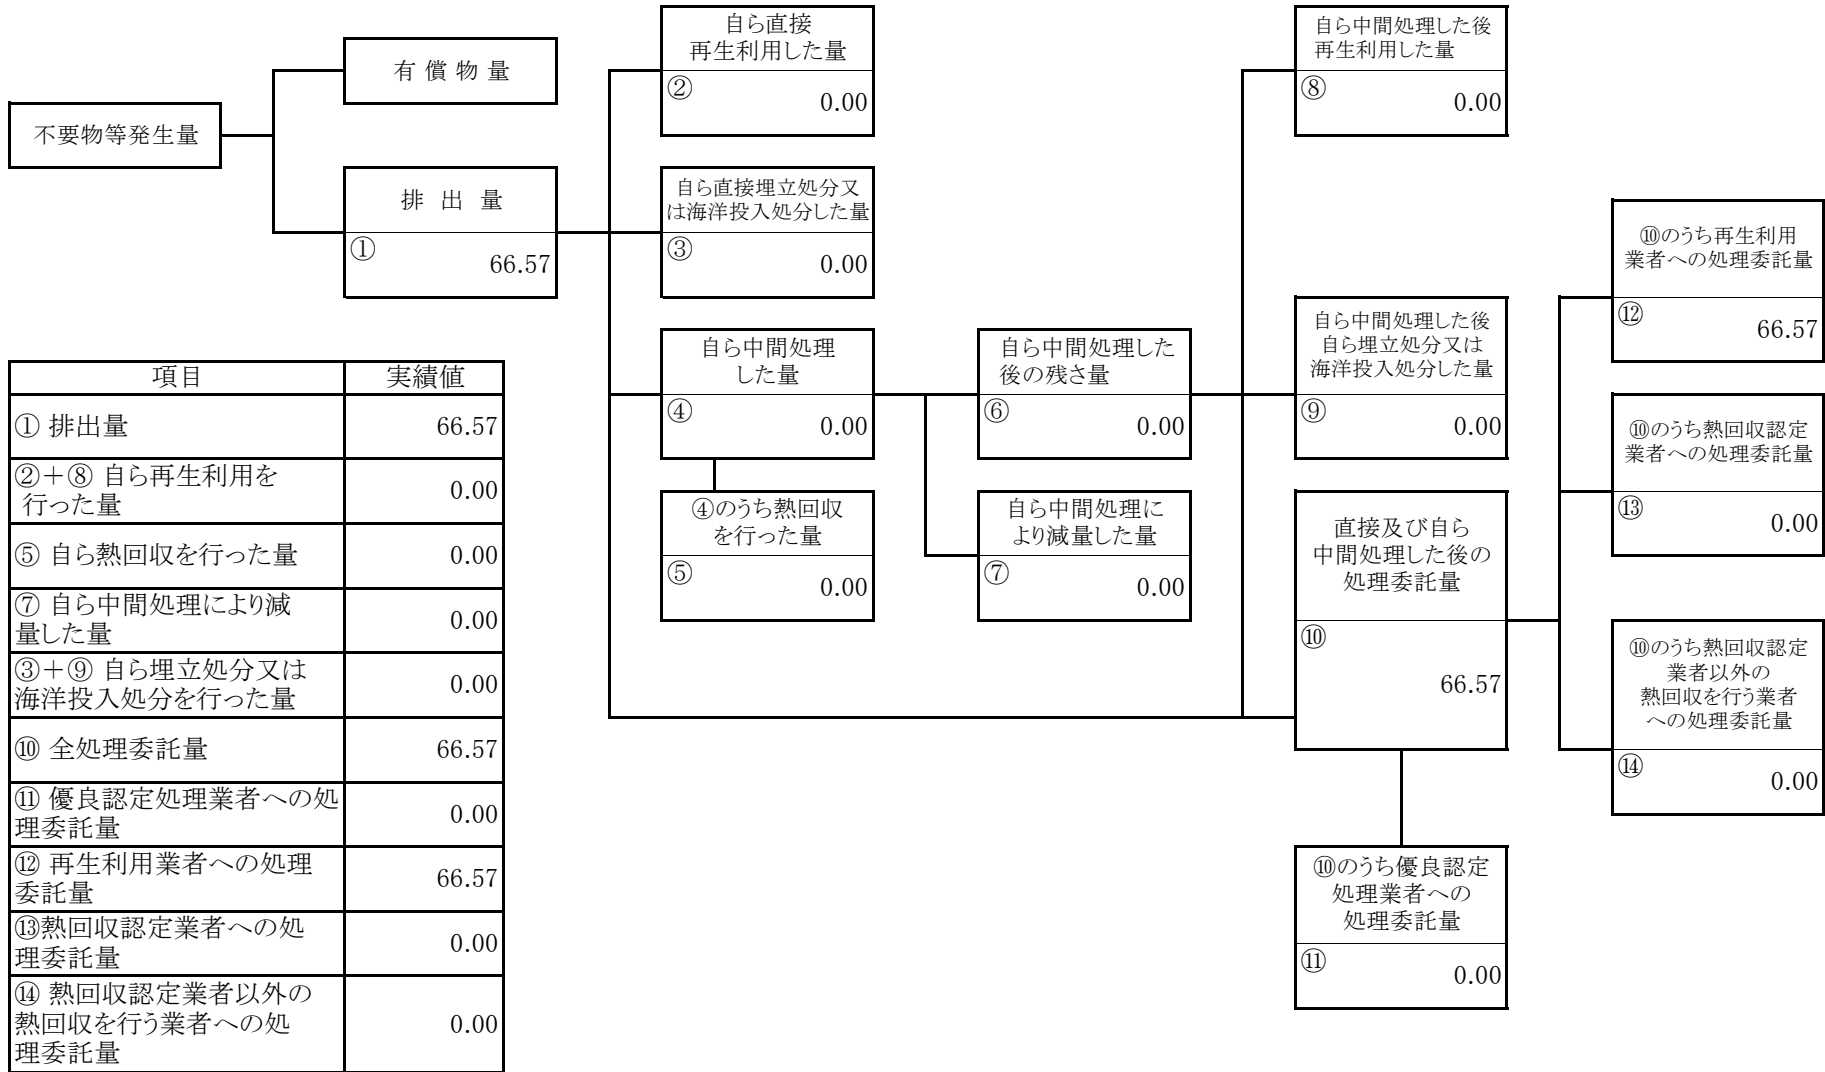 不要物等発生量
有 償 物 量
排 出 量
①
66.57
自ら直接
再生利用した量
②
0.00
自ら直接埋立処分又
は海洋投入処分した量
③
0.00
自ら中間処理
した量
④
0.00
④のうち熱回収
を行った量
⑤
0.00
自ら中間処理した
後の残さ量
⑥
0.00
自ら中間処理に
より減量した量
⑦
0.00
自ら中間処理した後
再生利用した量
⑧
0.00
自ら中間処理した後
自ら埋立処分又は
海洋投入処分した量
⑨
0.00
直接及び自ら
中間処理した後の
処理委託量
⑩
66.57
⑩のうち優良認定
処理業者への
処理委託量
⑪
0.00
⑩のうち再生利用
業者への処理委託量
⑫
66.57
⑩のうち熱回収認定
業者への処理委託量
⑬
0.00
⑩のうち熱回収認定
業者以外の
熱回収を行う業者
への処理委託量
⑭
0.00
項目 実績値
① 排出量 66.57
②＋⑧ 自ら再生利用を
行った量 0.00
⑤ 自ら熱回収を行った量 0.00
⑦ 自ら中間処理により減
量した量 0.00
③＋⑨ 自ら埋立処分又は
海洋投入処分を行った量 0.00
⑩ 全処理委託量 66.57
⑪ 優良認定処理業者への処
理委託量 0.00
⑫ 再生利用業者への処理
委託量 66.57
⑬熱回収認定業者への処
理委託量 0.00
⑭ 熱回収認定業者以外の
熱回収を行う業者への処
理委託量 0.00